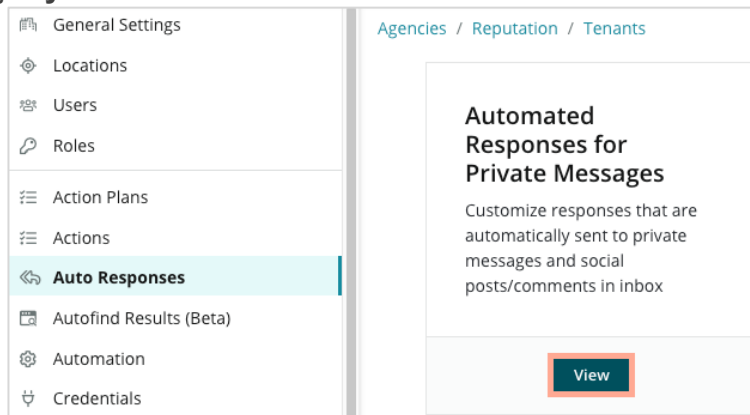 General Settings
Locations
Users
Roles
Action Plans
Actions
Auto Responses
Autofind Results (Beta)
Automation
Credentials
Agencies / Reputation / Tenants
Automated
Responses for
Private Messages
Customize responses that are
automatically sent to private
messages and social
posts/comments in inbox
View